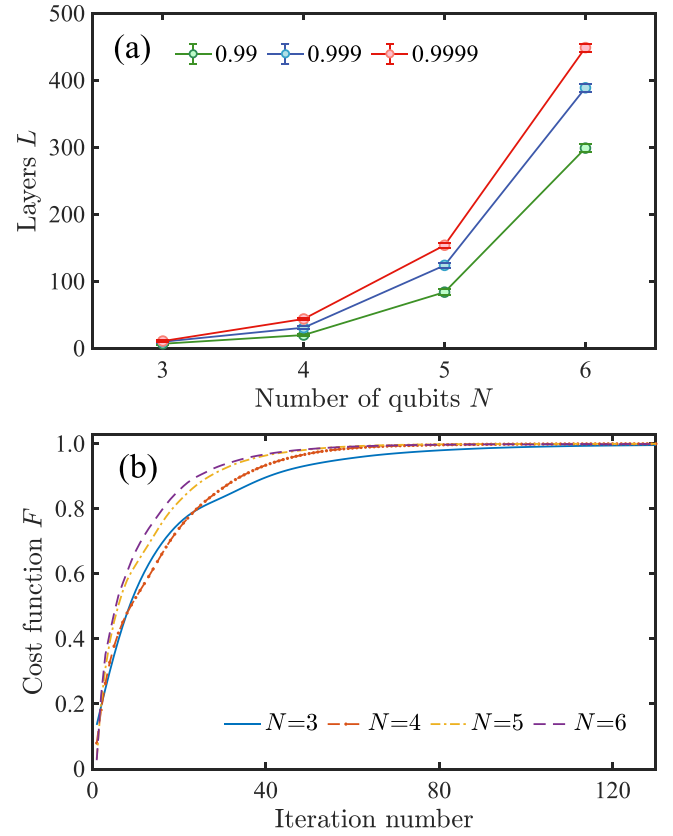 500
(a) 0.99 0.999 0.9999
400
300
200
100
0
Layers L
3 4 5 6
Number of qubits N
1.0
(b)
0.8
0.6
0.4
0.2
0
Cost function F
N=3 N=4 N=5 N=6
0 40 80 120
Iteration number